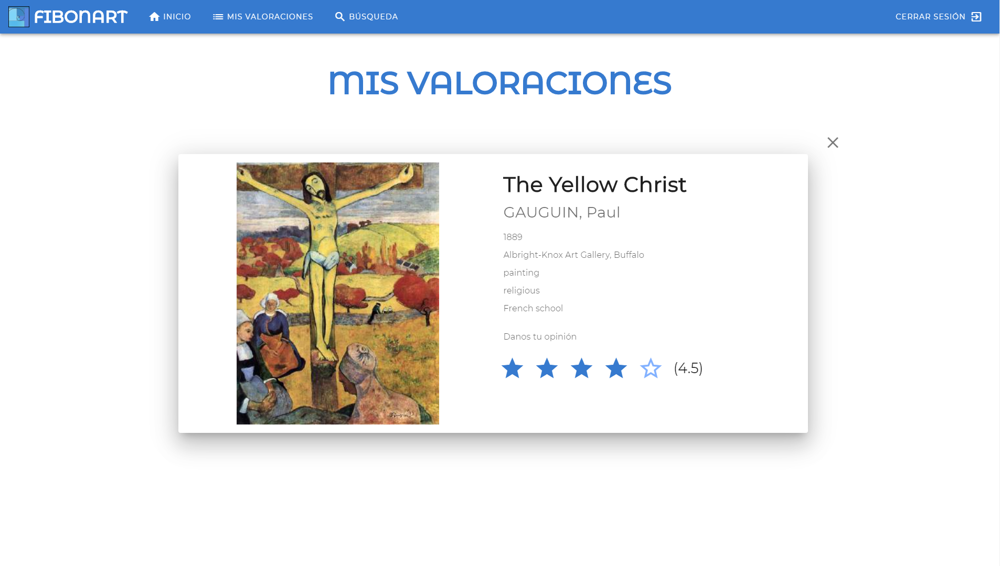 FIBONART
INICIO
MIS VALORACIONES
BÚSQUEDA
CERRAR SESIÓN
MIS VALORACIONES
The Yellow Christ
GAUGUIN, Paul
1889
Albright-Knox Art Gallery, Buffalo
painting
religious
French school
Danos tu opinión
(4.5)